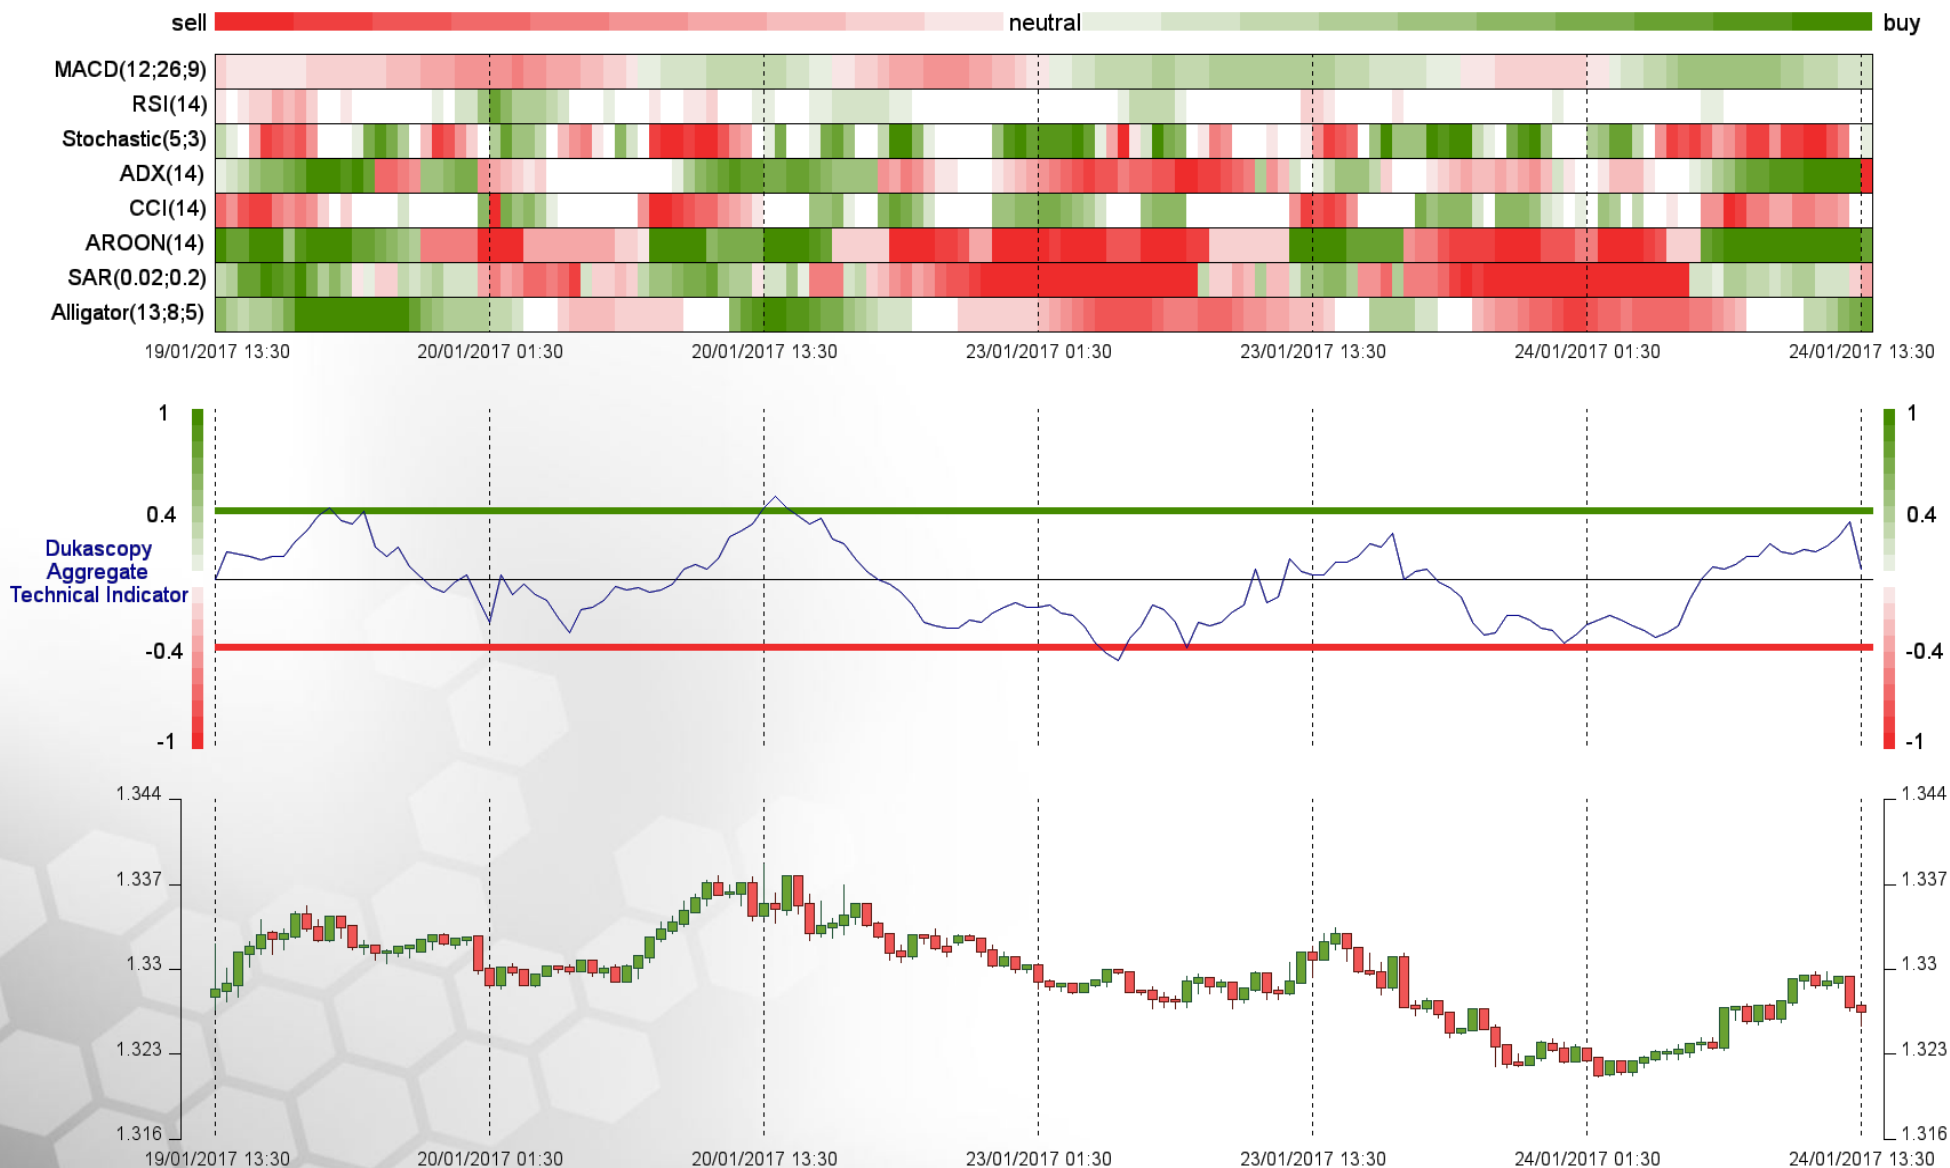 sell neutral buy
MACD(12;26;9)
RSI(14)
Stochastic(5;3)
ADX(14)
CCI(14)
AROON(14)
SAR(0.02;0.2)
Alligator(13;8;5)
19/01/2017 13:30 20/01/2017 01:30 20/01/2017 13:30 23/01/2017 01:30 23/01/2017 13:30 24/01/2017 01:30 24/01/2017 13:30
1 1
0.4 0.4
Dukascopy
Aggregate
Technical Indicator
-0.4 -0.4
-1 -1
1.344 1.344
1.337 1.337
1.33 1.33
1.323 1.323
1.316 1.316
19/01/2017 13:30 20/01/2017 01:30 20/01/2017 13:30 23/01/2017 01:30 23/01/2017 13:30 24/01/2017 01:30 24/01/2017 13:30